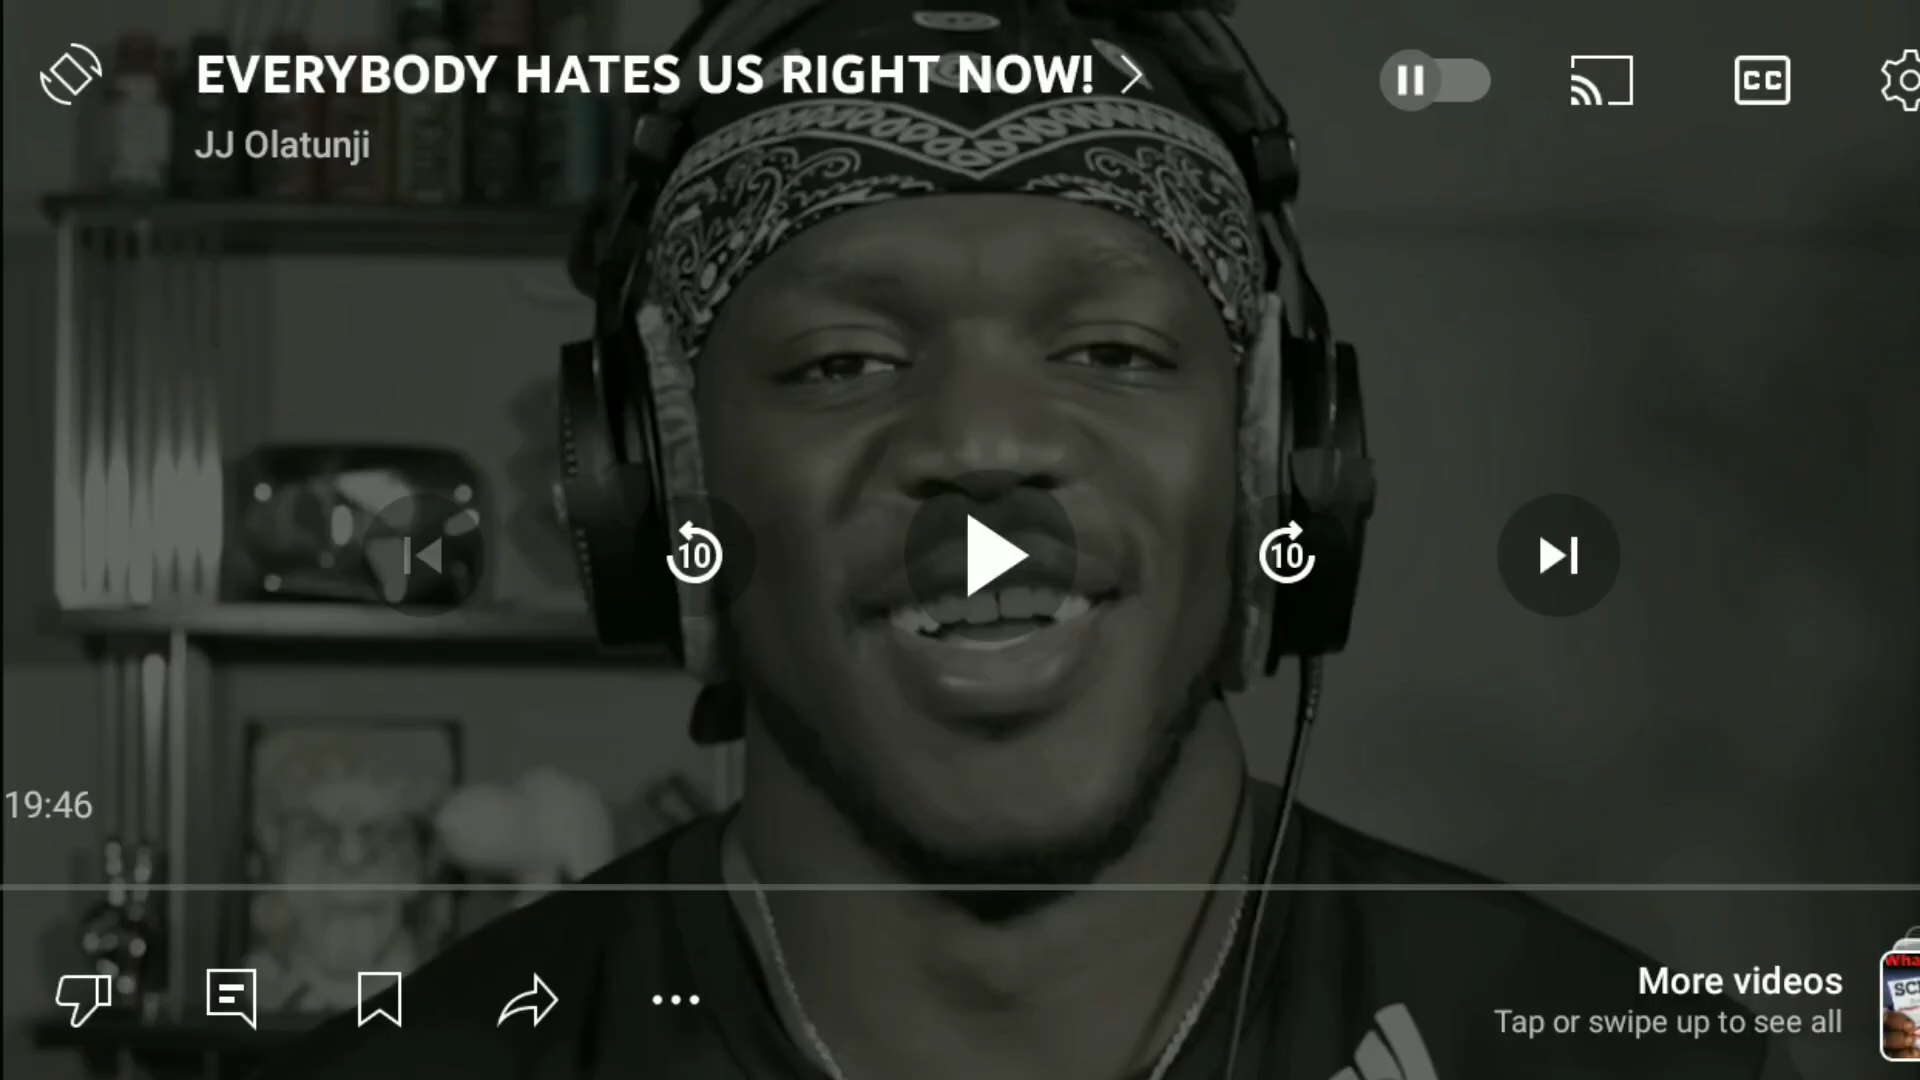 EVERYBODY HATES US RIGHT NOW!
JJ Olatunji
CC
10
10
19:46
More videos
Tap or swipe up to see all